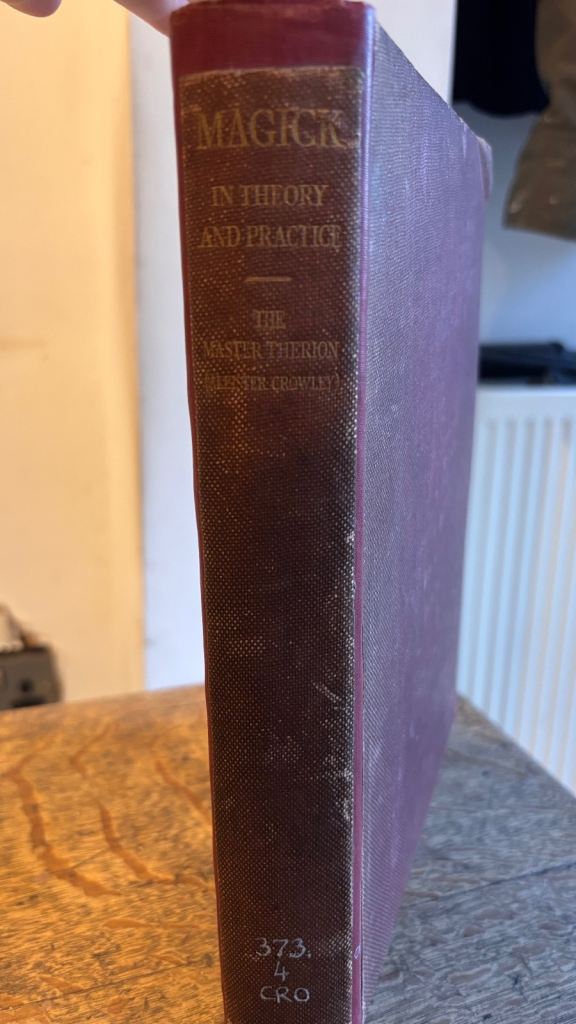 MAGICK
IN THEORY
AND PRACTICE
THE
MASTER THERION
(ALEISTER CROWLEY)
373.
4
CRO